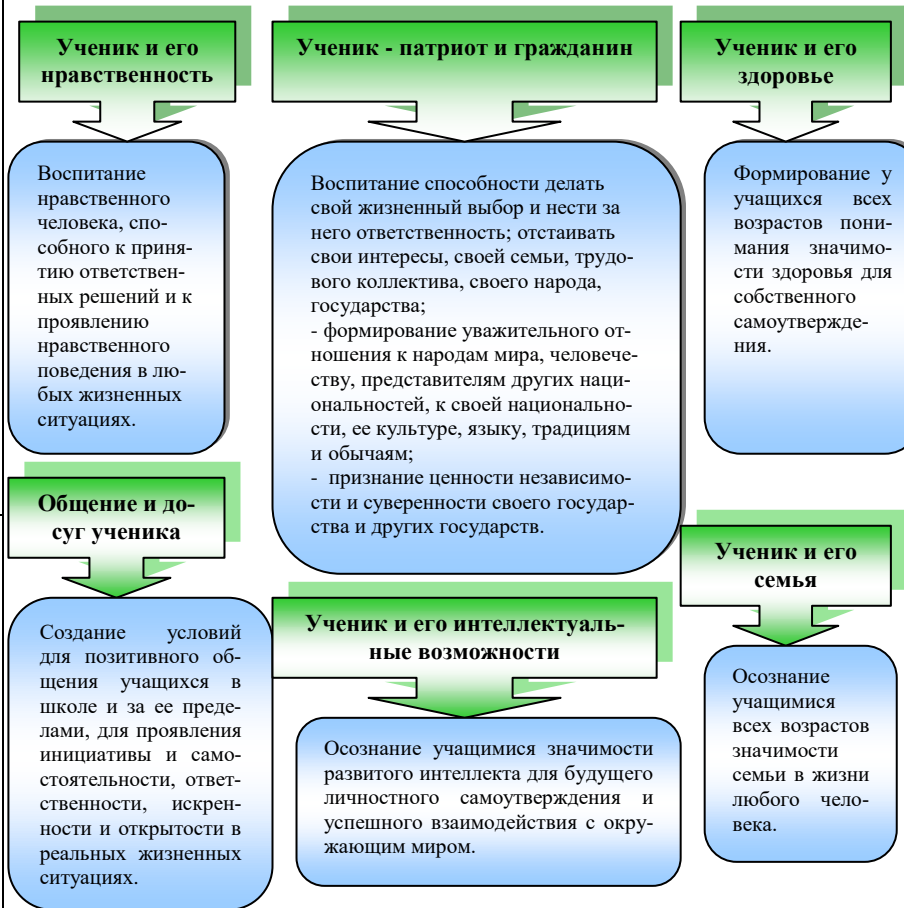 Ученик и его
нравственность
Воспитание
нравственного
человека, спо-
собного к приня-
тию ответствен-
ных решений и к
проявлению
нравственного
поведения в лю-
бых жизненных
ситуациях.
Ученик - патриот и гражданин
Воспитание способности делать
свой жизненный выбор и нести за
него ответственность; отстаивать
свои интересы, своей семьи, трудо-
вого коллектива, своего народа,
государства;
- формирование уважительного от-
ношения к народам мира, человече-
ству, представителям других наци-
ональностей, к своей национально-
сти, ее культуре, языку, традициям
и обычаям;
- признание ценности независимо-
сти и суверенности своего государ-
ства и других государств.
Ученик и его
здоровье
Формирование у
учащихся всех
возрастов пони-
мания значимо-
сти здоровья для
собственного
самоутвержде-
ния.
Общение и до-
суг ученика
Создание условий
для позитивного об-
щения учащихся в
школе и за ее преде-
лами, для проявления
инициативы и само-
стоятельности, ответ-
ственности, искрен-
ности и открытости в
реальных жизненных
ситуациях.
Ученик и его интеллектуаль-
ные возможности
Осознание учащимися значимости
развитого интеллекта для будущего
личностного самоутверждения и
успешного взаимодействия с окру-
жающим миром.
Ученик и его
семья
Осознание
учащимися
всех возрастов
значимости
семьи в жизни
любого чело-
века.